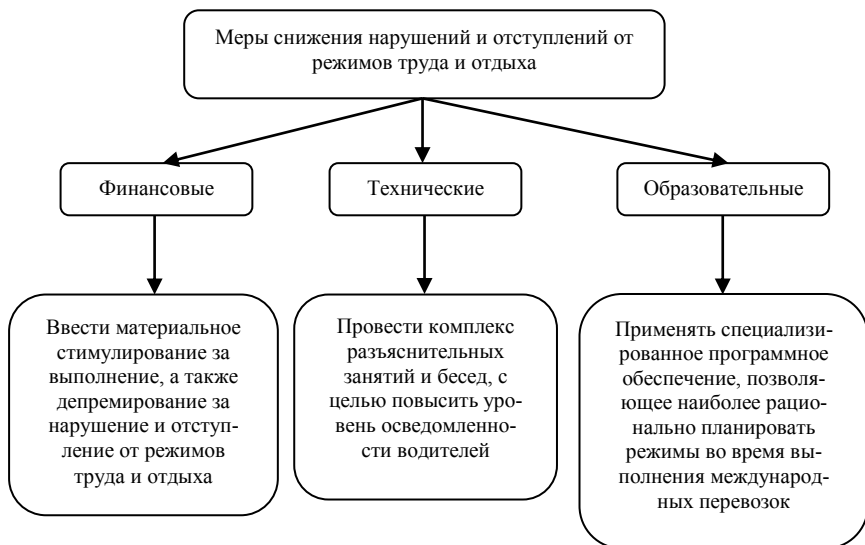 Меры снижения нарушений и отступлений от
режимов труда и отдыха
Финансовые
Технические
Образовательные
Ввести материальное
стимулирование за
выполнение, а также
депремирование за
нарушение и отступ-
ление от режимов
труда и отдыха
Провести комплекс
разъяснительных
занятий и бесед, с
целью повысить уро-
вень осведомленно-
сти водителей
Применять специализи-
рованное программное
обеспечение, позволя-
ющее наиболее рацио-
нально планировать
режимы во время вы-
полнения международ-
ных перевозок